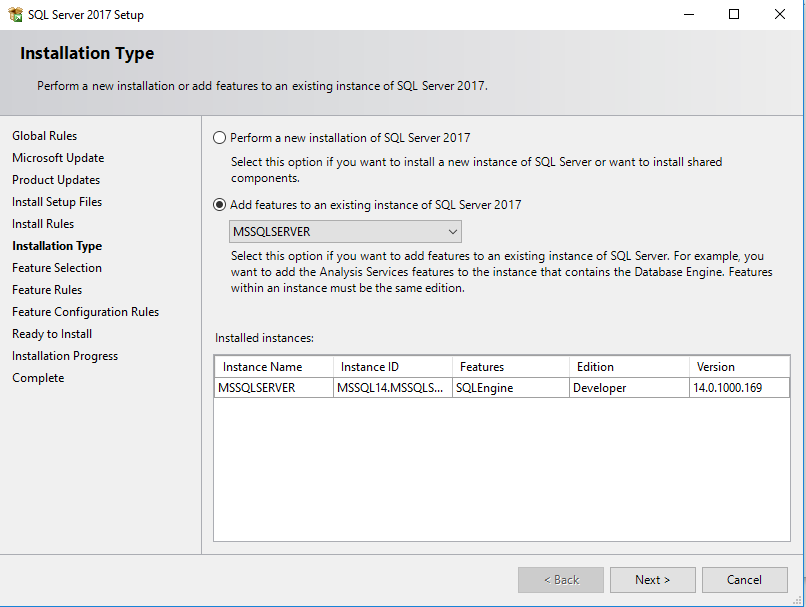 SQL Server 2017 Setup
Installation Type
Perform a new installation or add features to an existing instance of SQL Server 2017.
Global Rules
Microsoft Update
Product Updates
Install Setup Files
Install Rules
Installation Type
Feature Selection
Feature Rules
Feature Configuration Rules
Ready to Install
Installation Progress
Complete
Perform a new installation of SQL Server 2017
Select this option if you want to install a new instance of SQL Server or want to install shared
components.
Add features to an existing instance of SQL Server 2017
MSSQLSERVER
Select this option if you want to add features to an existing instance of SQL Server. For example, you
want to add the Analysis Services features to the instance that contains the Database Engine. Features
within an instance must be the same edition.
Installed instances:
Instance Name Instance ID Features Edition Version
MSSQLSERVER MSSQL14.MSSQLS... SQLEngine Developer 14.0.1000.169
< Back Next > Cancel